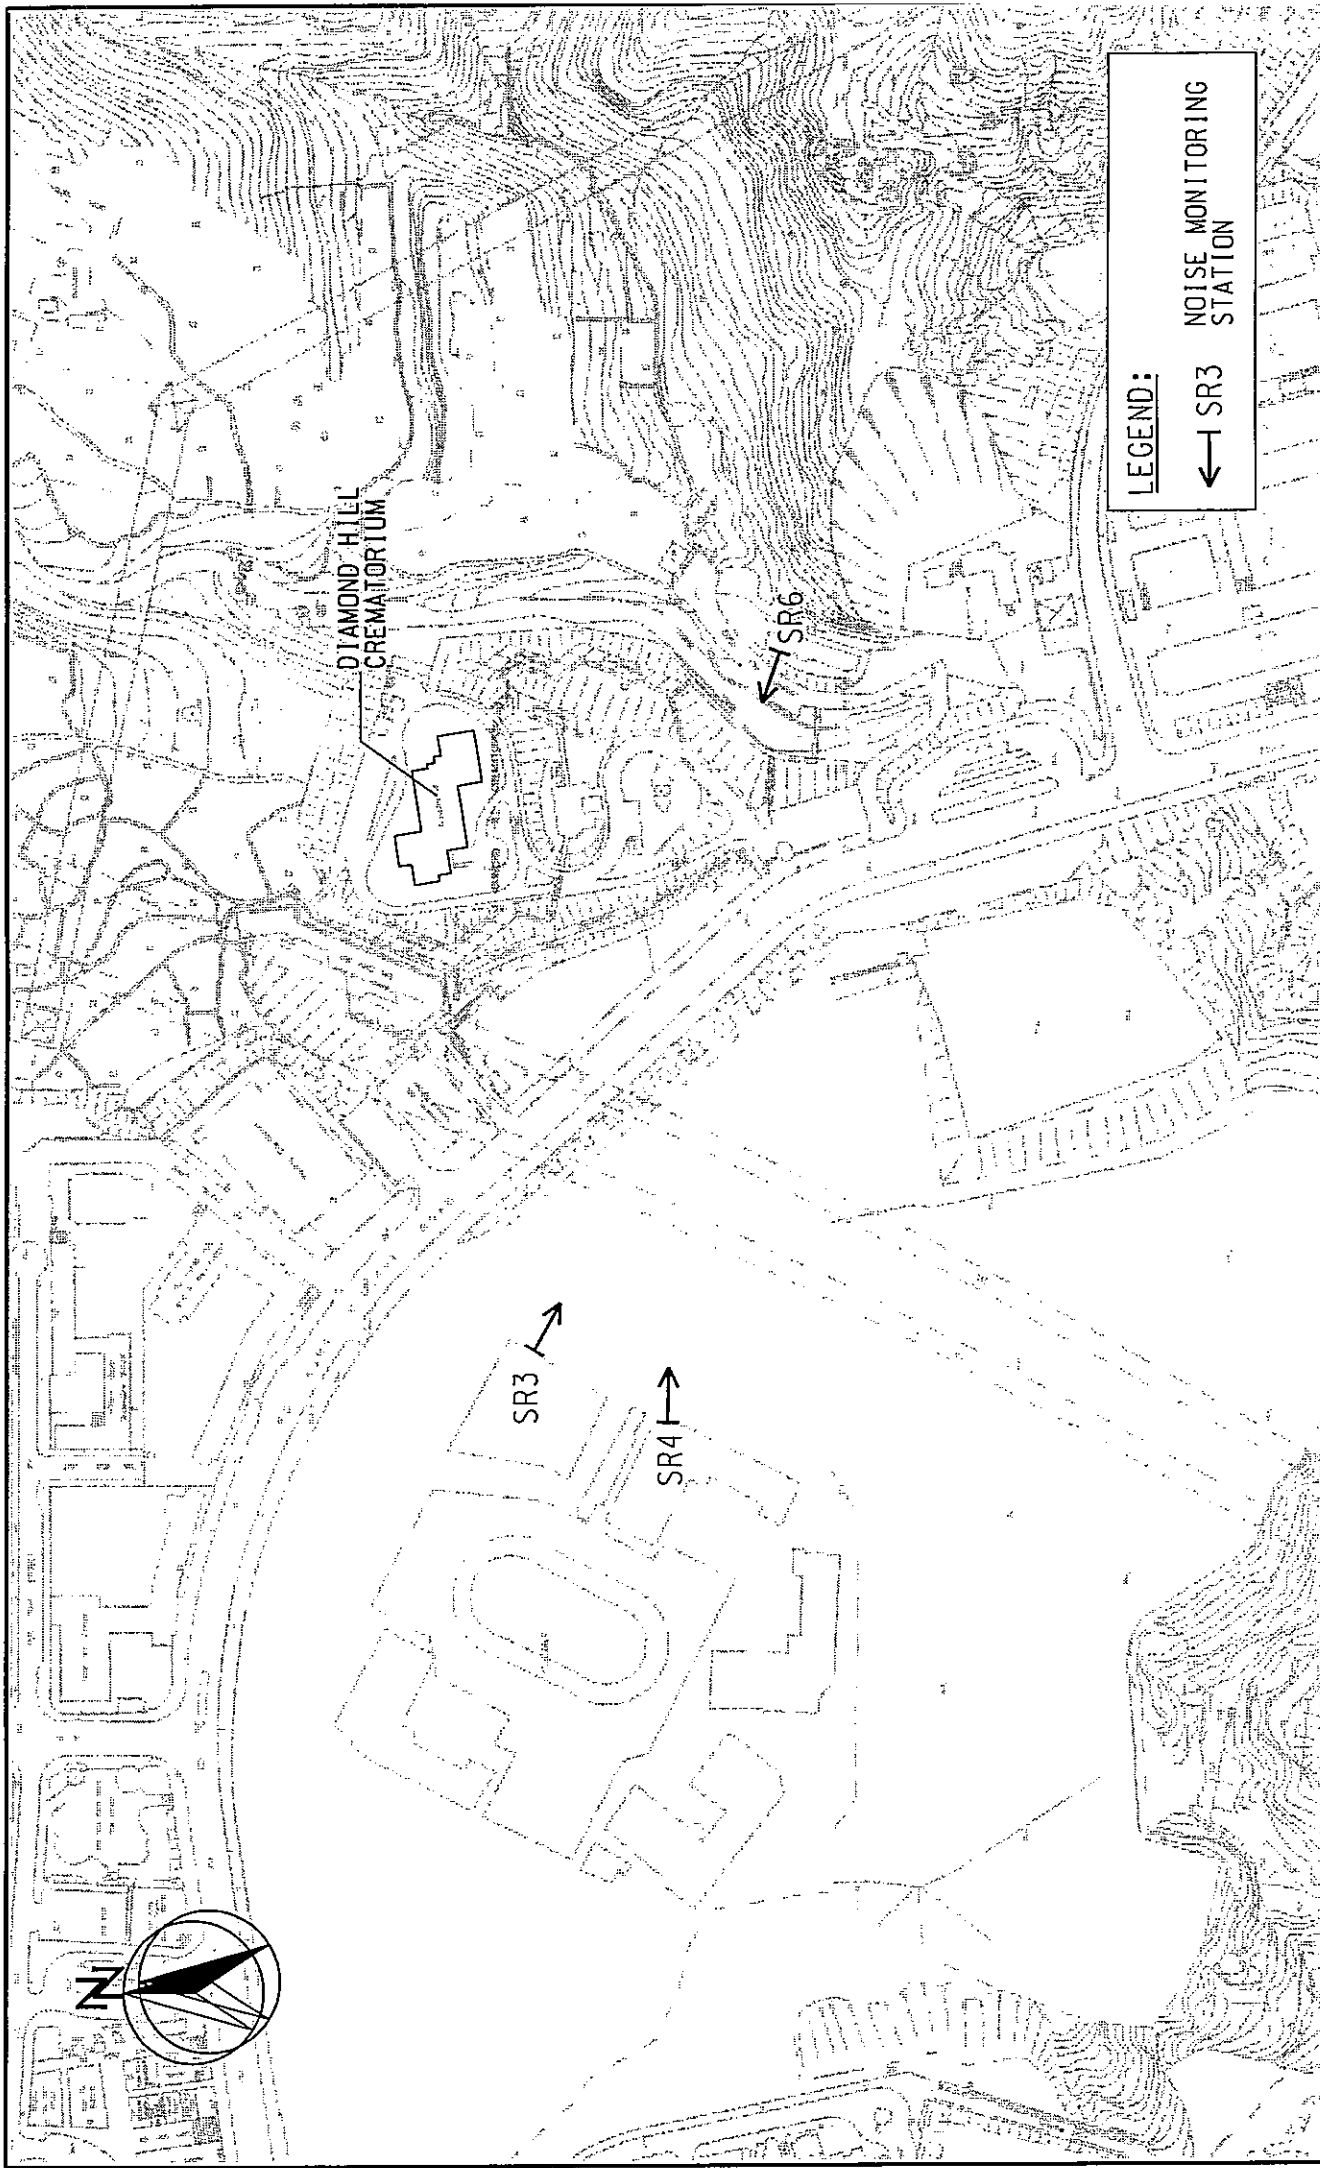 DIAMOND HILL
CREMATORIUM
SR6
SR3
SR4
N
LEGEND:
SR3 NOISE MONITORING
STATION